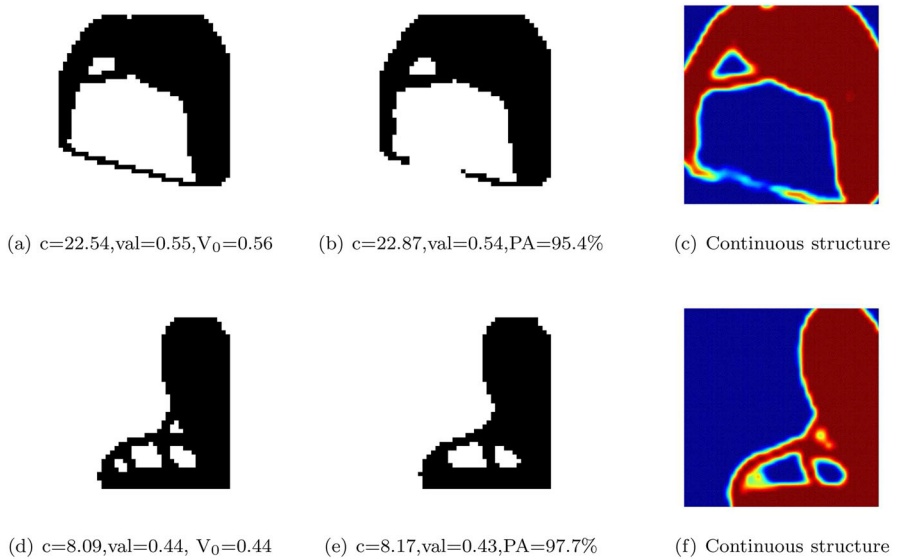 (a) c=22.54,val=0.55,V₀=0.56
(b) c=22.87,val=0.54,PA=95.4%
(c) Continuous structure
(d) c=8.09,val=0.44, V₀=0.44
(e) c=8.17,val=0.43,PA=97.7%
(f) Continuous structure